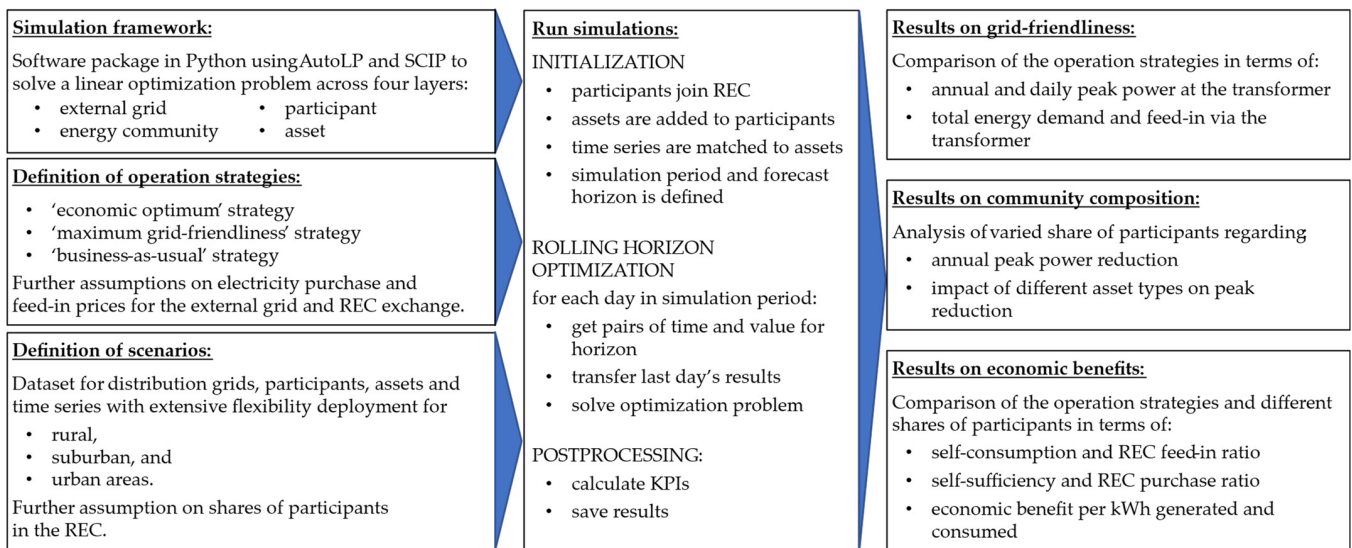 Simulation framework:
Software package in Python using AutoLP and SCIP to
solve a linear optimization problem across four layers:
• external grid • participant
• energy community • asset
Definition of operation strategies:
• ‘economic optimum’ strategy
• ‘maximum grid-friendliness’ strategy
• ‘business-as-usual’ strategy
Further assumptions on electricity purchase and
feed-in prices for the external grid and REC exchange.
Definition of scenarios:
Dataset for distribution grids, participants, assets and
time series with extensive flexibility deployment for
• rural,
• suburban, and
• urban areas.
Further assumption on shares of participants
in the REC.
Run simulations:
INITIALIZATION
• participants join REC
• assets are added to participants
• time series are matched to assets
• simulation period and forecast
horizon is defined
ROLLING HORIZON
OPTIMIZATION
for each day in simulation period:
• get pairs of time and value for
horizon
• transfer last day's results
• solve optimization problem
POSTPROCESSING:
• calculate KPIs
• save results
Results on grid-friendliness:
Comparison of the operation strategies in terms of:
• annual and daily peak power at the transformer
• total energy demand and feed-in via the
transformer
Results on community composition:
Analysis of varied share of participants regarding
• annual peak power reduction
• impact of different asset types on peak
reduction
Results on economic benefits:
Comparison of the operation strategies and different
shares of participants in terms of:
• self-consumption and REC feed-in ratio
• self-sufficiency and REC purchase ratio
• economic benefit per kWh generated and
consumed